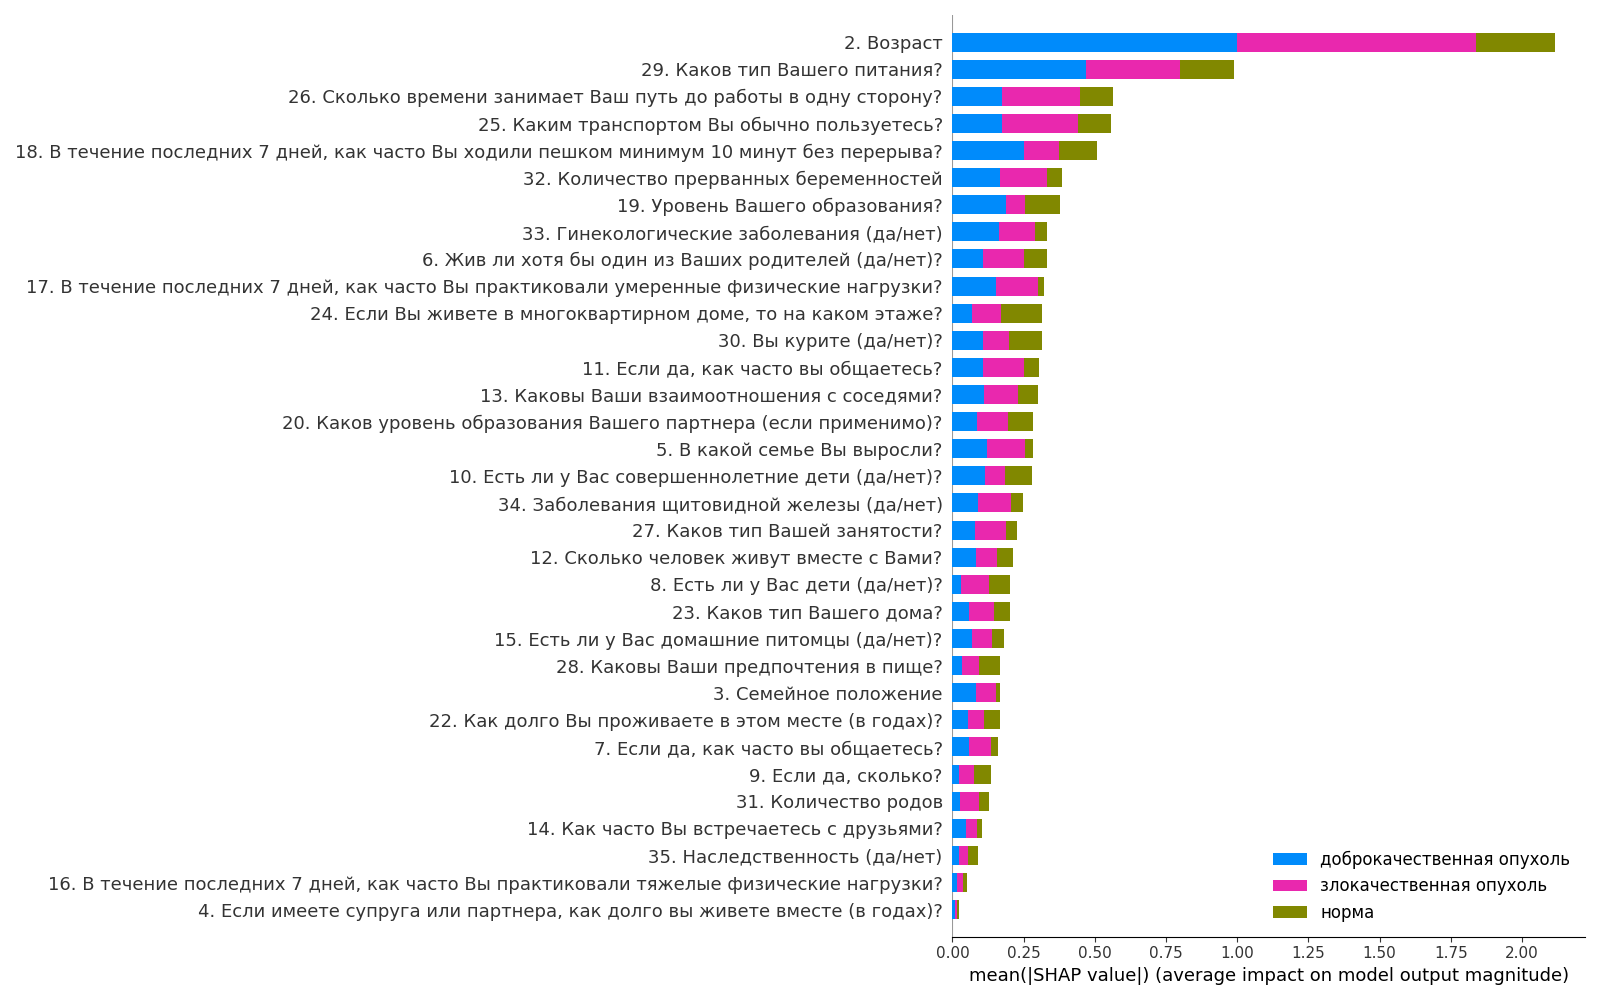 2. Возраст
29. Каков тип Вашего питания?
26. Сколько времени занимает Ваш путь до работы в одну сторону?
25. Каким транспортом Вы обычно пользуетесь?
18. В течение последних 7 дней, как часто Вы ходили пешком минимум 10 минут без перерыва?
32. Количество прерванных беременностей
19. Уровень Вашего образования?
33. Гинекологические заболевания (да/нет)
6. Жив ли хотя бы один из Ваших родителей (да/нет)?
17. В течение последних 7 дней, как часто Вы практиковали умеренные физические нагрузки?
24. Если Вы живете в многоквартирном доме, то на каком этаже?
30. Вы курите (да/нет)?
11. Если да, как часто вы общаетесь?
13. Каковы Ваши взаимоотношения с соседями?
20. Каков уровень образования Вашего партнера (если применимо)?
5. В какой семье Вы выросли?
10. Есть ли у Вас совершеннолетние дети (да/нет)?
34. Заболевания щитовидной железы (да/нет)
27. Каков тип Вашей занятости?
12. Сколько человек живут вместе с Вами?
8. Есть ли у Вас дети (да/нет)?
23. Каков тип Вашего дома?
15. Есть ли у Вас домашние питомцы (да/нет)?
28. Каковы Ваши предпочтения в пище?
3. Семейное положение
22. Как долго Вы проживаете в этом месте (в годах)?
7. Если да, как часто вы общаетесь?
9. Если да, сколько?
31. Количество родов
14. Как часто Вы встречаетесь с друзьями?
35. Наследственность (да/нет)
16. В течение последних 7 дней, как часто Вы практиковали тяжелые физические нагрузки?
4. Если имеете супруга или партнера, как долго вы живете вместе (в годах)?
доброкачественная опухоль
злокачественная опухоль
норма
0.00 0.25 0.50 0.75 1.00 1.25 1.50 1.75 2.00
mean(|SHAP value|) (average impact on model output magnitude)